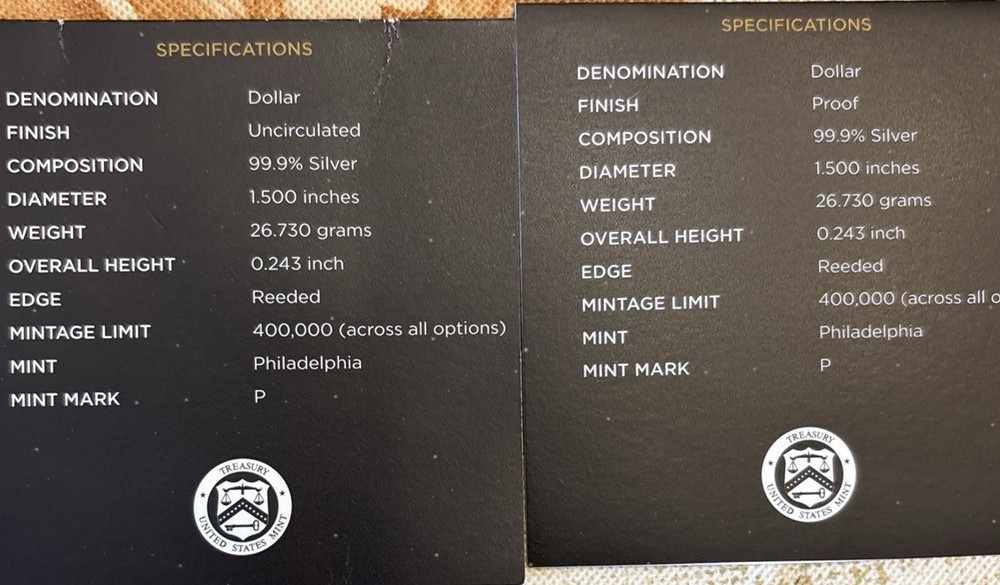 SPECIFICATIONS
DENOMINATION Dollar
FINISH Uncirculated
COMPOSITION 99.9% Silver
DIAMETER 1.500 inches
WEIGHT 26.730 grams
OVERALL HEIGHT 0.243 inch
EDGE Reeded
MINTAGE LIMIT 400,000 (across all options)
MINT Philadelphia
MINT MARK P
TREASURY
UNITED STATES MINT
SPECIFICATIONS
DENOMINATION Dollar
FINISH Proof
COMPOSITION 99.9% Silver
DIAMETER 1.500 inches
WEIGHT 26.730 grams
OVERALL HEIGHT 0.243 inch
EDGE Reeded
MINTAGE LIMIT 400,000 (across all
MINT Philadelphia
MINT MARK P
TREASURY
UNITED STATES MINT